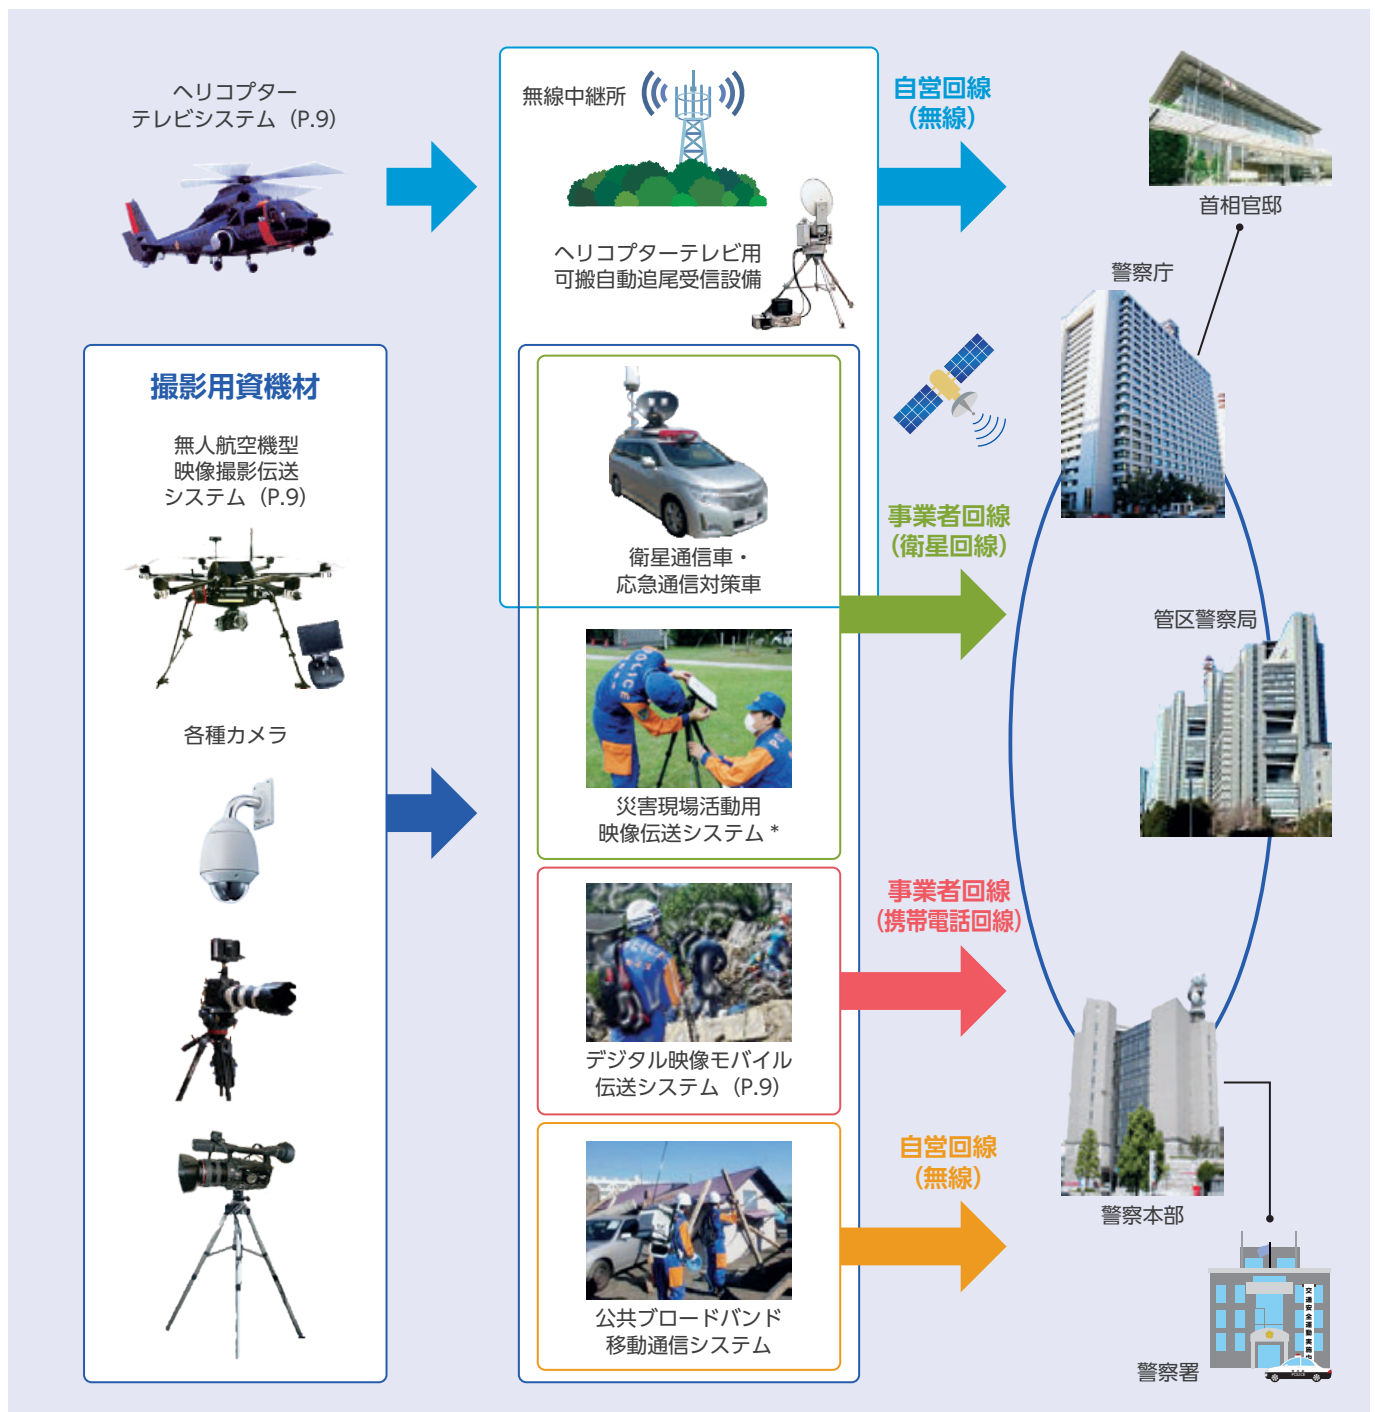 ヘリコプター
テレビシステム（P.9）
無線中継所
自営回線
（無線）
首相官邸
ヘリコプターテレビ用
可搬自動追尾受信設備
警察庁
撮影用資機材
無人航空機型
映像撮影伝送
システム（P.9）
衛星通信車・
応急通信対策車
事業者回線
（衛星回線）
管区警察局
POLICE
各種カメラ
災害現場活動用
映像伝送システム *
事業者回線
（携帯電話回線）
デジタル映像モバイル
伝送システム（P.9）
自営回線
（無線）
警察本部
公共ブロードバンド
移動通信システム
警察署
POLICE